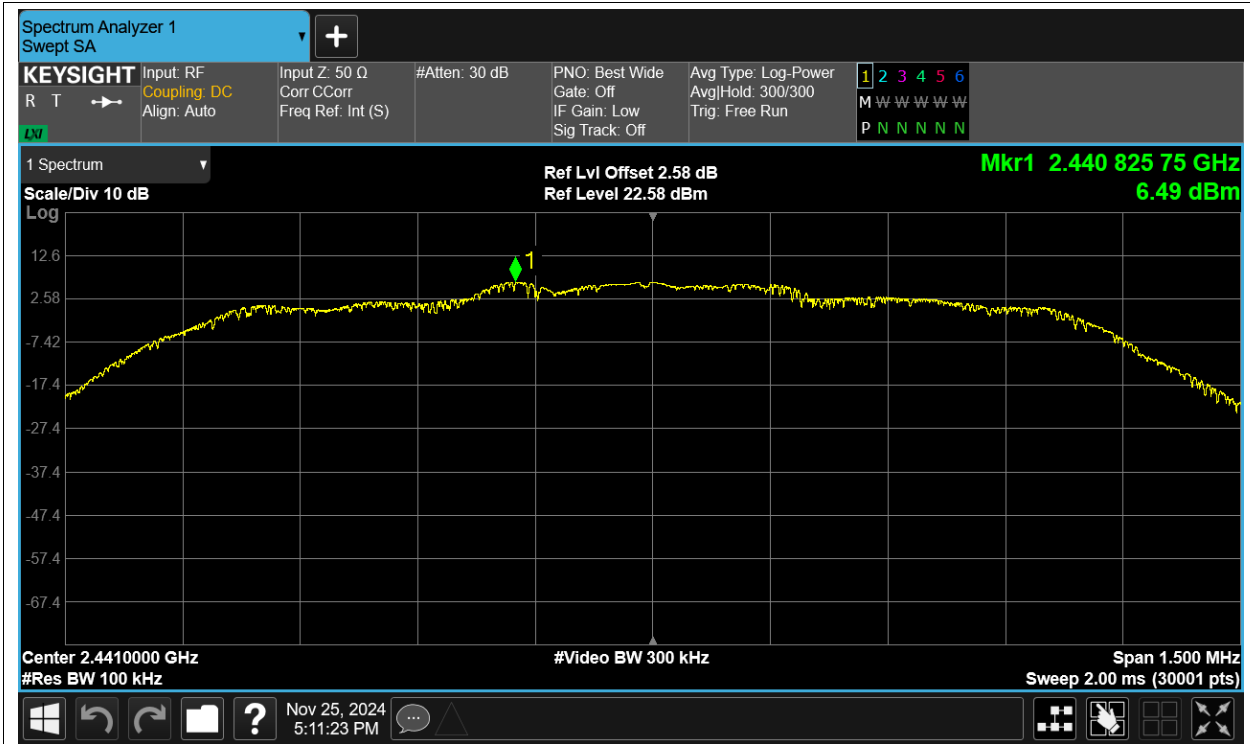 Spectrum Analyzer 1
Swept SA
KEYSIGHT
R T
LXI
Input: RF
Coupling: DC
Align: Auto
Input Z: 50 Ω
Corr CCorr
Freq Ref: Int (S)
#Atten: 30 dB
PNO: Best Wide
Gate: Off
IF Gain: Low
Sig Track: Off
Avg Type: Log-Power
Avg|Hold: 300/300
Trig: Free Run
1 2 3 4 5 6
M W W W W W
P N N N N N
1 Spectrum
Scale/Div 10 dB
Log
Ref Lvl Offset 2.58 dB
Ref Level 22.58 dBm
Mkr1 2.440 825 75 GHz
6.49 dBm
1
12.6
2.58
-7.42
-17.4
-27.4
-37.4
-47.4
-57.4
-67.4
Center 2.4410000 GHz
#Res BW 100 kHz
#Video BW 300 kHz
Span 1.500 MHz
Sweep 2.00 ms (30001 pts)
?
Nov 25, 2024
5:11:23 PM